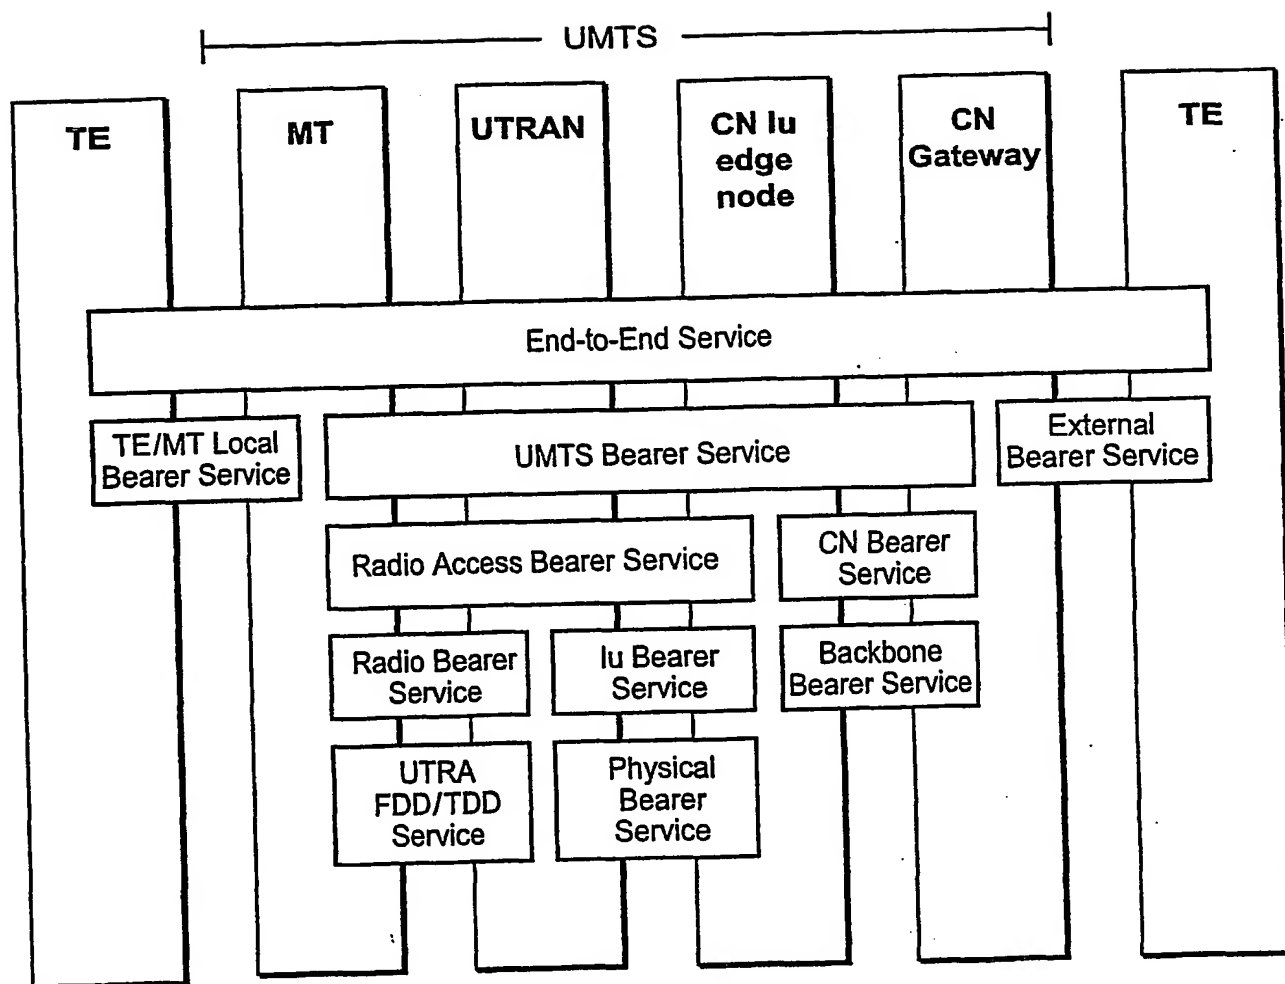 UMTS
TE
MT
UTRAN
CN Iu
edge
node
CN
Gateway
TE
End-to-End Service
TE/MT Local
Bearer Service
UMTS Bearer Service
External
Bearer Service
Radio Access Bearer Service
CN Bearer
Service
Radio Bearer
Service
Iu Bearer
Service
Backbone
Bearer Service
UTRA
FDD/TDD
Service
Physical
Bearer
Service